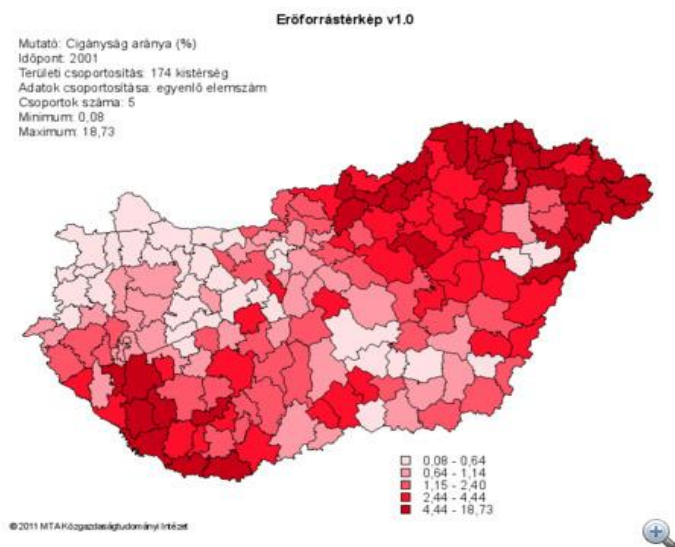 Erőforrástérkép v1.0
Mutató: Cigányság aránya (%)
Időpont: 2001
Területi csoportosítás: 174 kistérség
Adatok csoportosítása: egyenlő elemszám
Csoportok száma: 5
Minimum: 0,08
Maximum: 18,73
0,08 - 0,64
0,64 - 1,14
1,15 - 2,40
2,44 - 4,44
4,44 - 18,73
©2011 MTA Közgazdaságtudományi Intézet